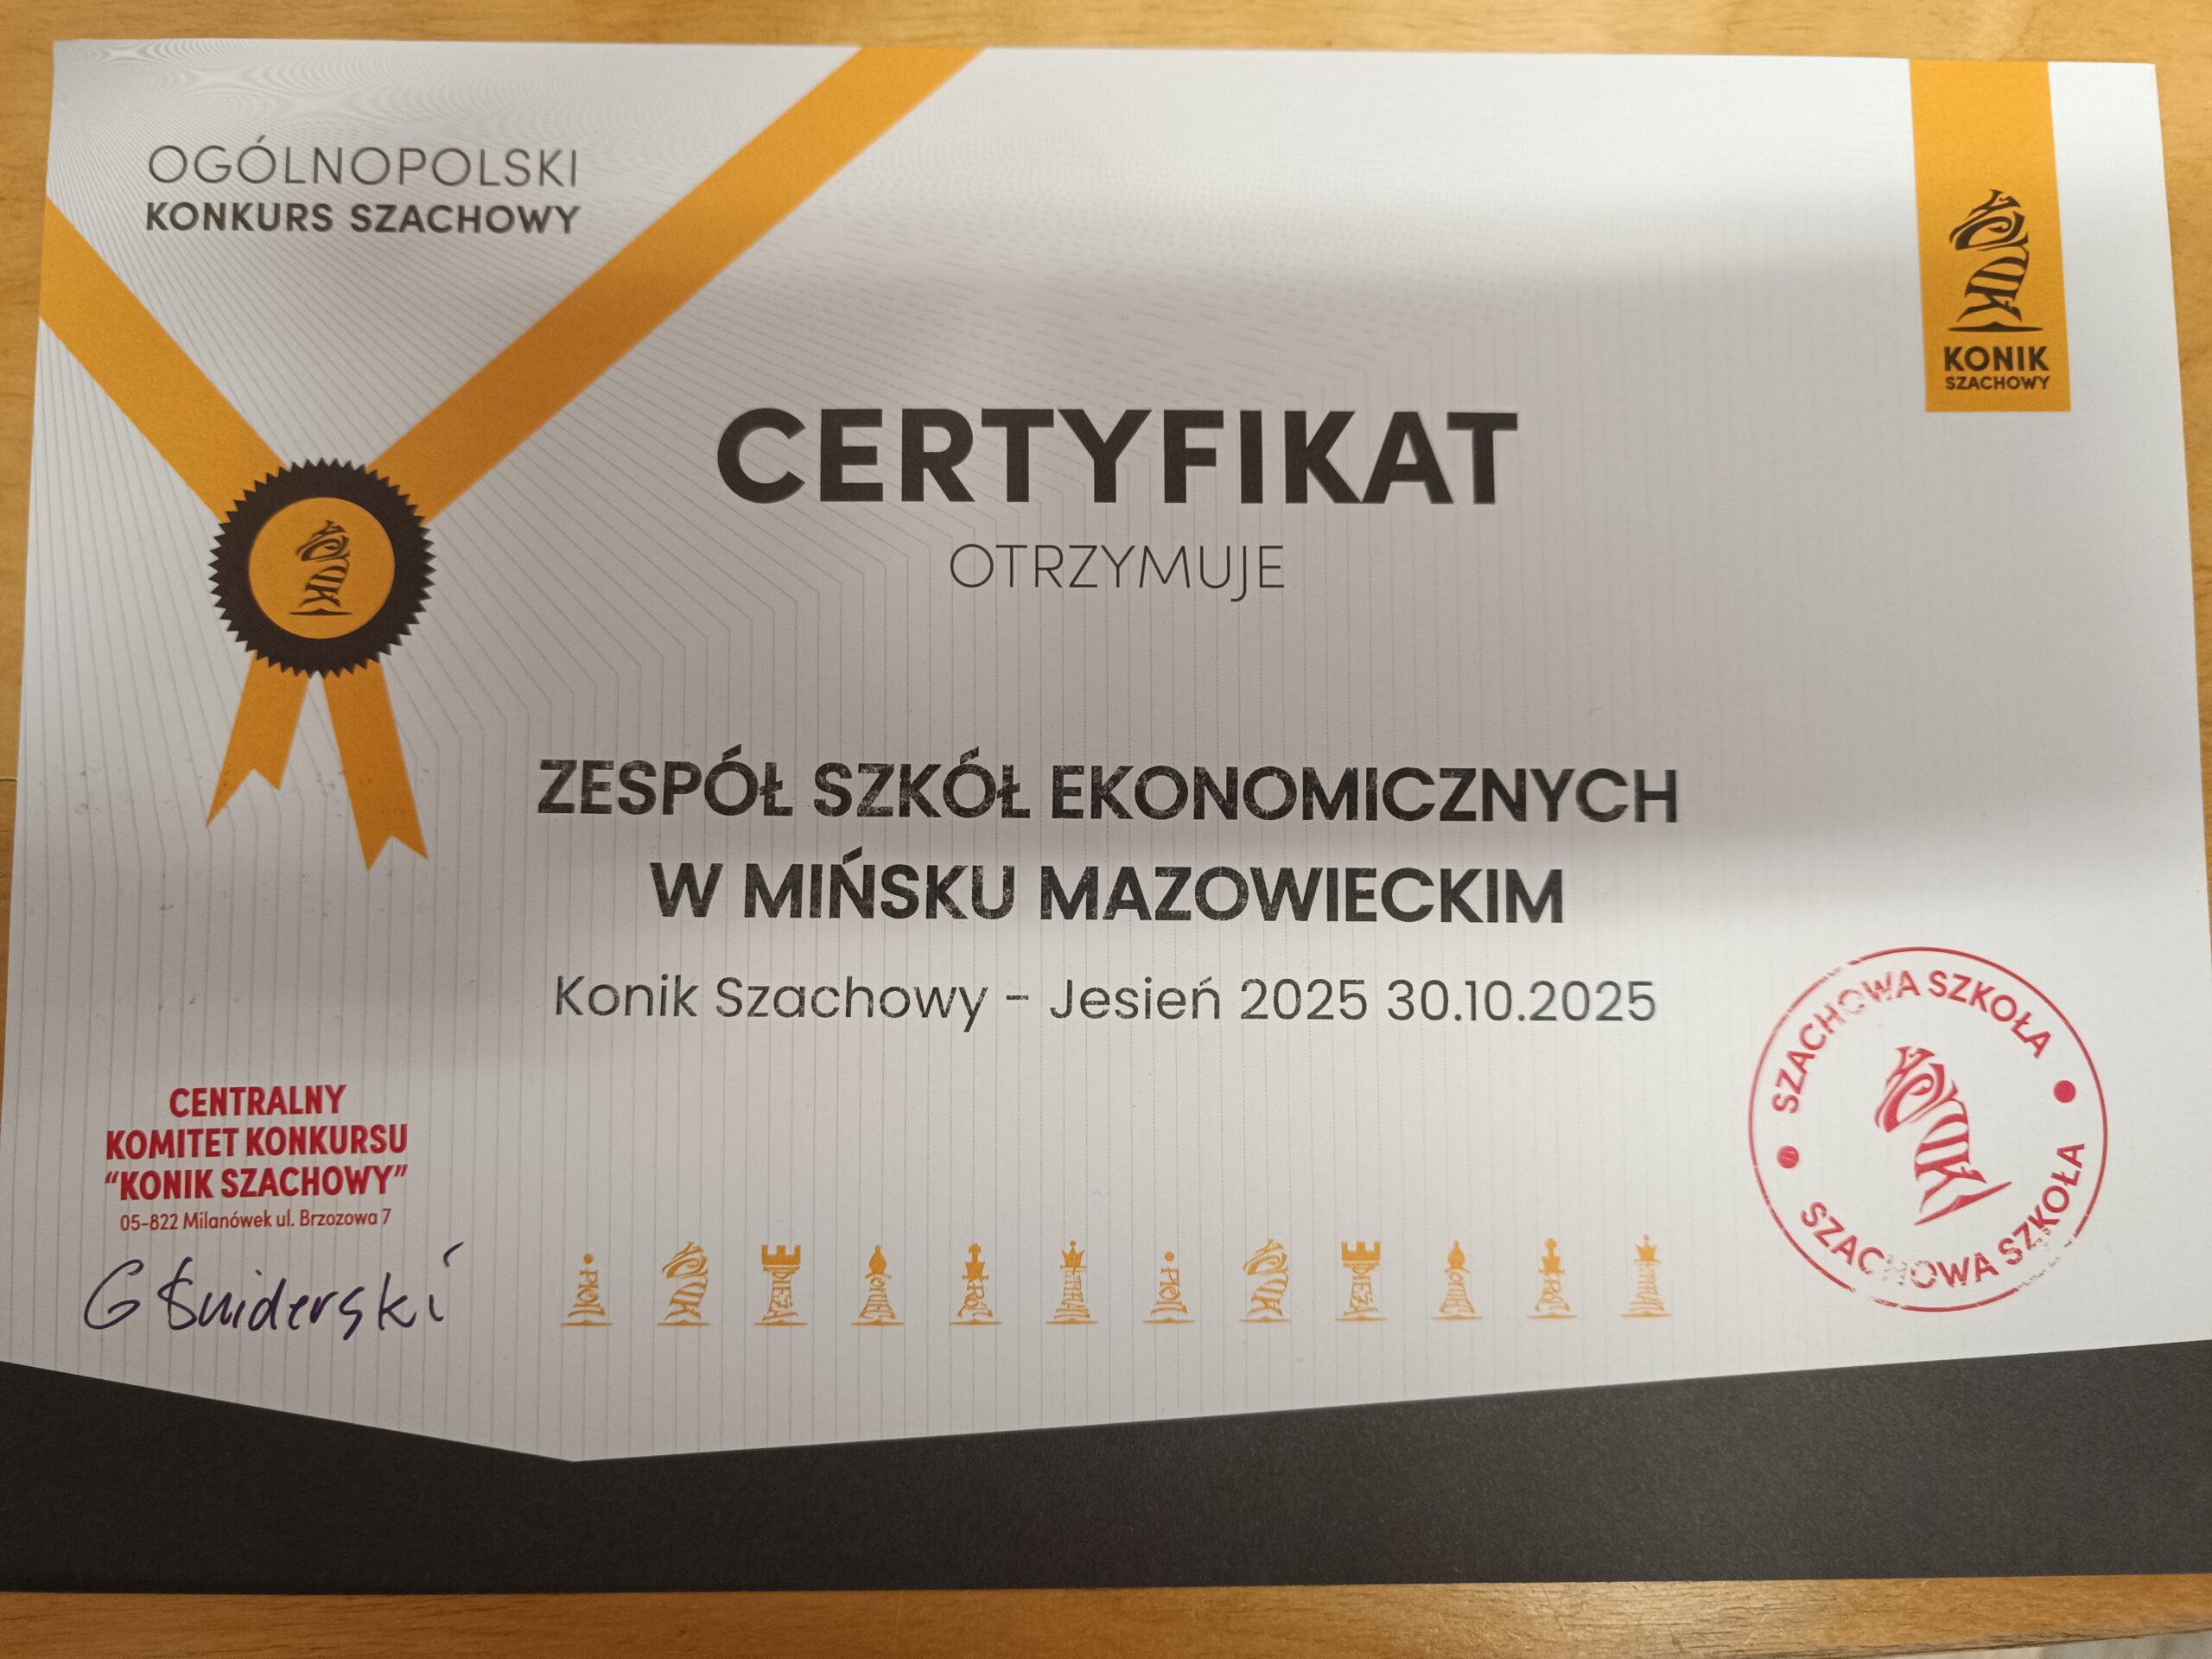 OGÓLNOPOLSKI
KONKURS SZACHOWY
KONIK
SZACHOWY
CERTYFIKAT
OTRZYMUJE
ZESPÓŁ SZKÓŁ EKONOMICZNYCH
W MIŃSKU MAZOWIECKIM
Konik Szachowy - Jesień 2025 30.10.2025
CENTRALNY
KOMITET KONKURSU
“KONIK SZACHOWY”
05-822 Milanówek ul. Brzozowa 7
SZACHOWA SZKOŁA
SZACHOWA SZKOŁA